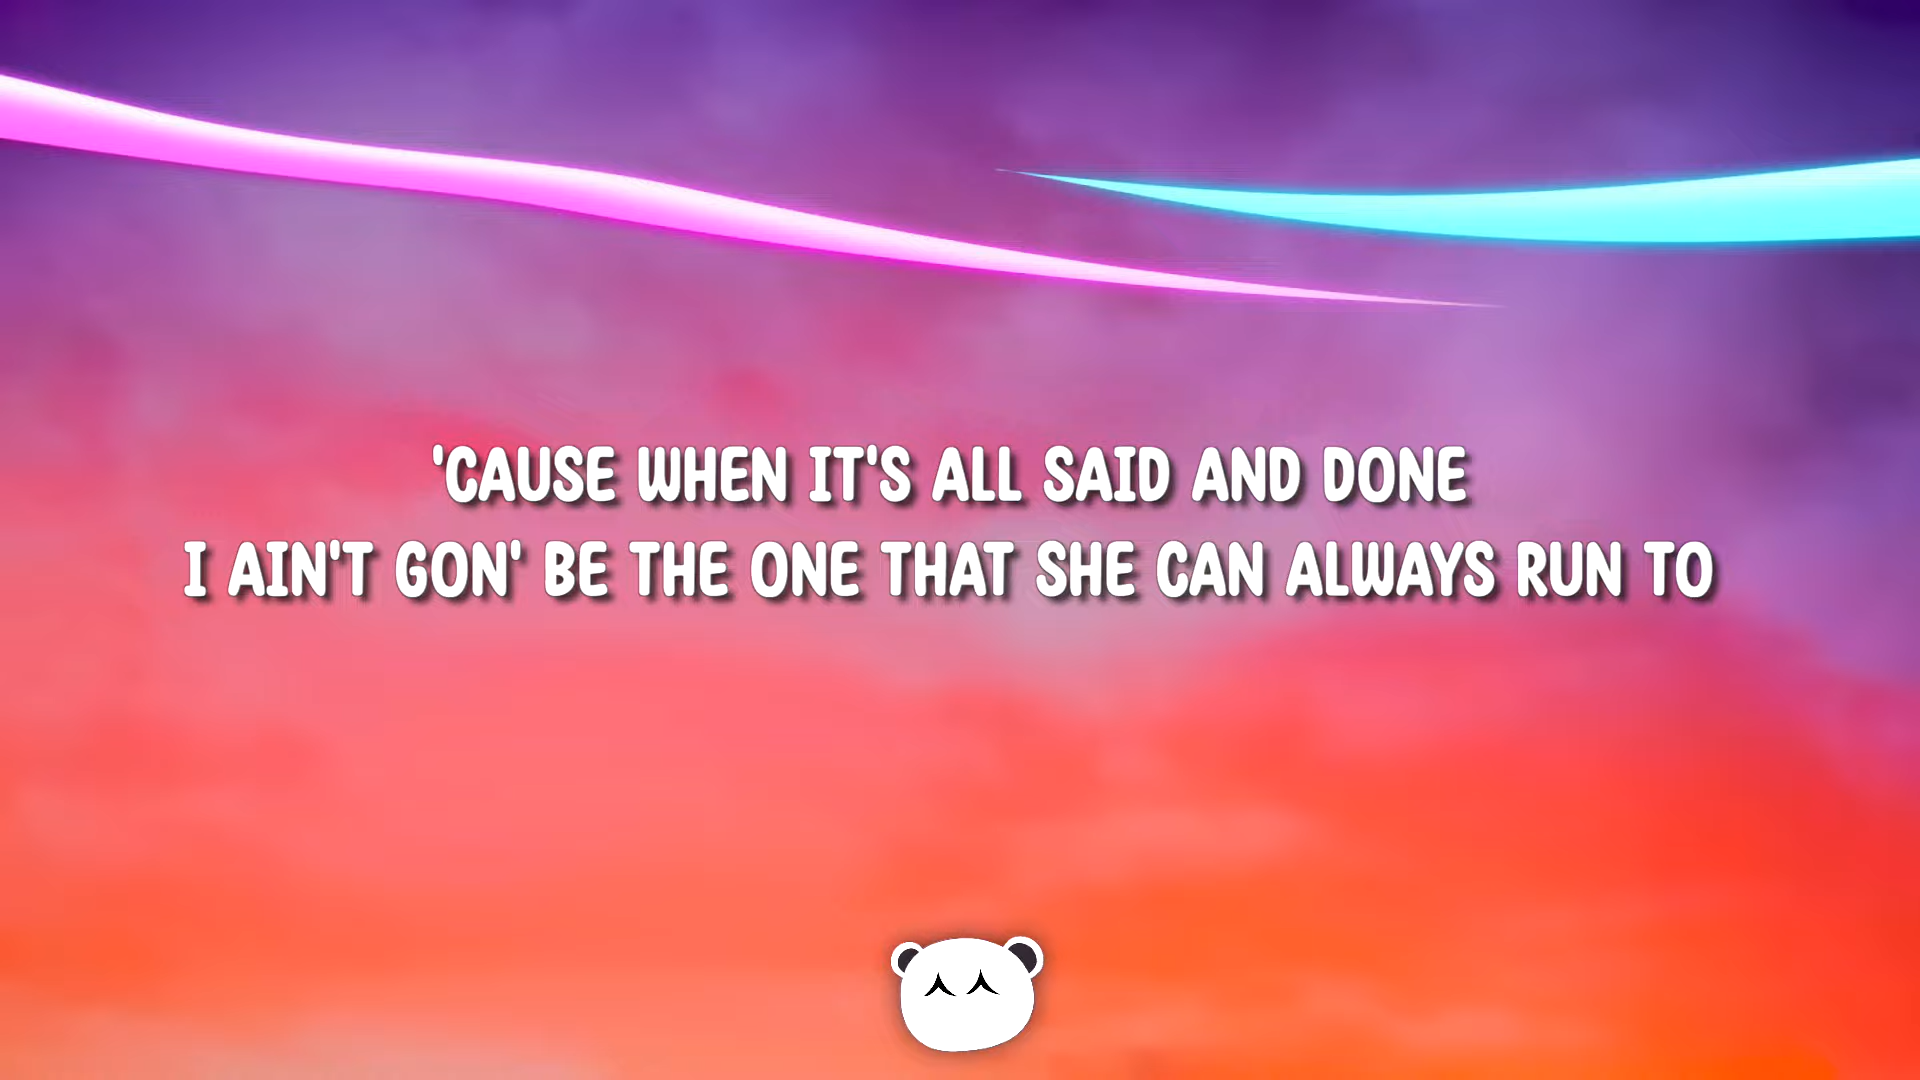 'CAUSE WHEN IT'S ALL SAID AND DONE
I AIN'T GON' BE THE ONE THAT SHE CAN ALWAYS RUN TO